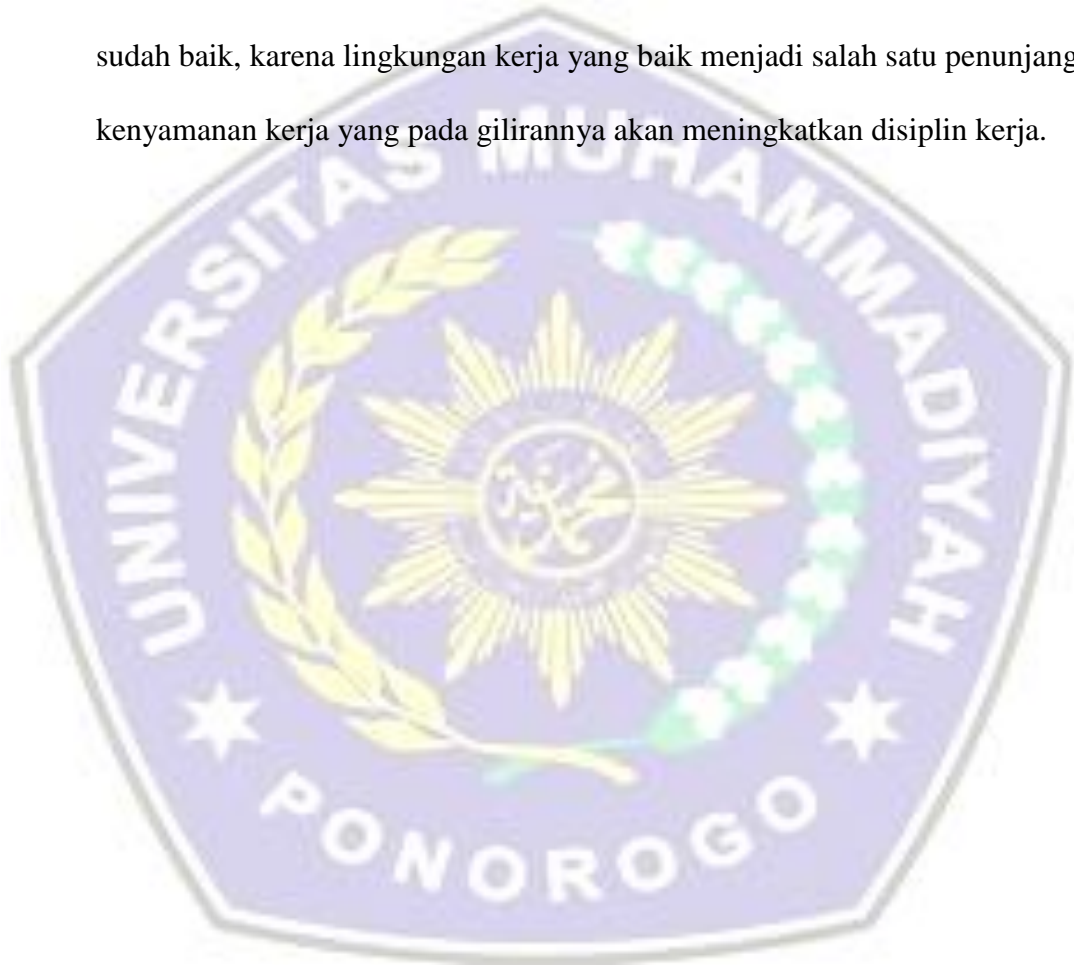 sudah baik, karena lingkungan kerja yang baik menjadi salah satu penunjang
kenyamanan kerja yang pada gilirannya akan meningkatkan disiplin kerja.
UNIVERSITAS MUHAMMADIYAH
PONOROGO